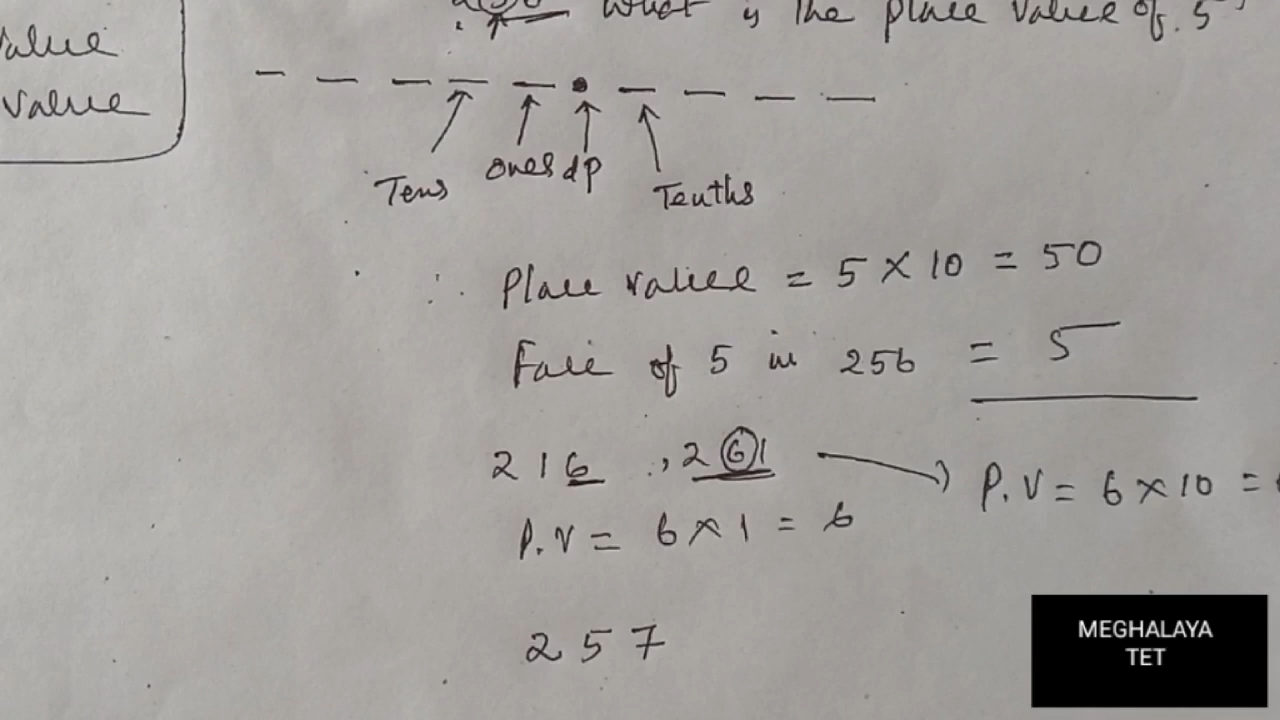 What is the place value of 5
value
value
Tens ones dp Tenths
∴ Place value = 5 × 10 = 50
Face of 5 in 256 = 5
216 , 261 → P.V = 6 × 10 =
P.V = 6 × 1 = 6
257
MEGHALAYA
TET